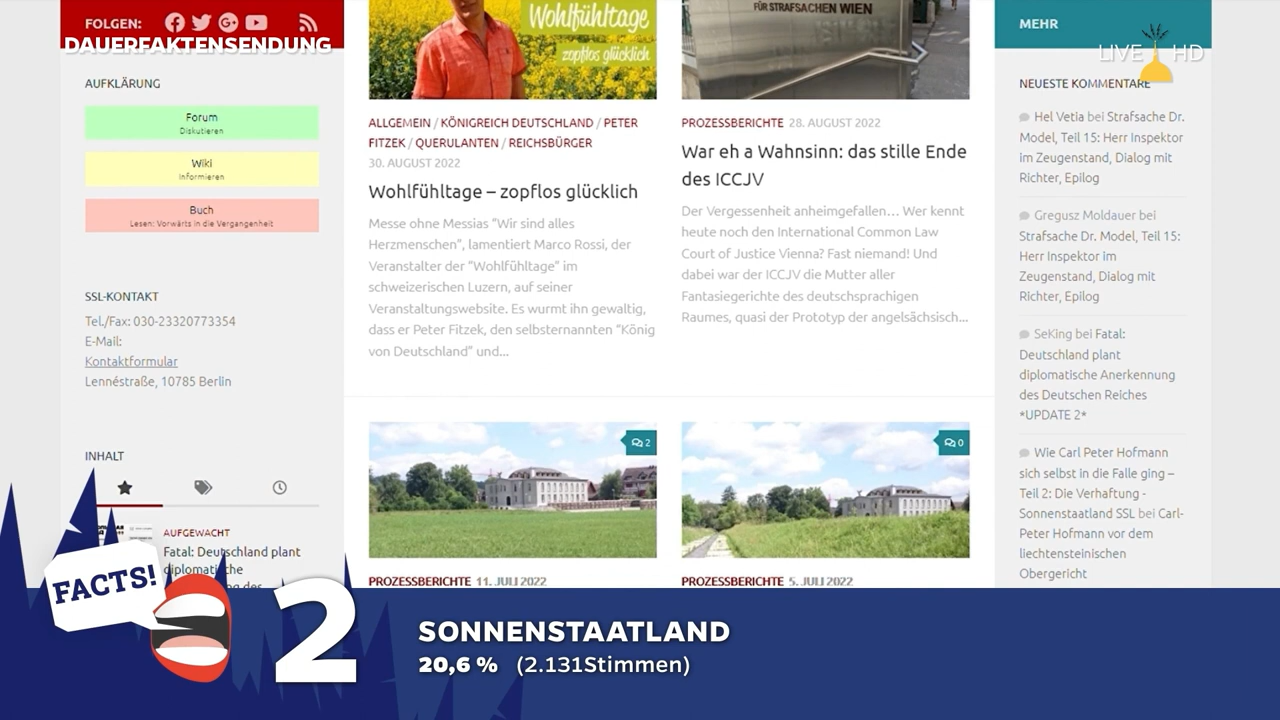 FOLGEN:
DAUERFAKTENSENDUNG
AUFKLÄRUNG
Forum
Diskutieren
Wiki
Informieren
Buch
Lesen: Vorwärts in die Vergangenheit
SSL-KONTAKT
Tel./Fax: 030-23320773354
E-Mail:
Kontaktformular
Lennéstraße, 10785 Berlin
INHALT
AUFGEWACHT
Fatal: Deutschland plant
Wohlfühltage
zopflos glücklich
ALLGEMEIN / KÖNIGREICH DEUTSCHLAND / PETER
FITZEK / QUERULANTEN / REICHSBÜRGER
30. AUGUST 2022
Wohlfühltage – zopflos glücklich
Messe ohne Messias "Wir sind alles
Herzmenschen", lamentiert Marco Rossi, der
Veranstalter der "Wohlfühltage" im
schweizerischen Luzern, auf seiner
Veranstaltungswebsite. Es wurmt ihn gewaltig,
dass er Peter Fitzek, den selbsternannten "König
von Deutschland" und...
2
PROZESSBERICHTE 11. JULI 2022
FÜR STRAFSACHEN WIEN
PROZESSBERICHTE 28. AUGUST 2022
War eh a Wahnsinn: das stille Ende
des ICCJV
Der Vergessenheit anheimgefallen… Wer kennt
heute noch den International Common Law
Court of Justice Vienna? Fast niemand! Und
dabei war der ICCJV die Mutter aller
Fantasiegerichte des deutschsprachigen
Raumes, quasi der Prototyp der angelsächsisch...
0
PROZESSBERICHTE 5. JULI 2022
MEHR
LIVE HD
NEUESTE KOMMENTARE
Hel Vetia bei Strafsache Dr.
Model, Teil 15: Herr Inspektor
im Zeugenstand, Dialog mit
Richter, Epilog
Gregusz Moldauer bei
Strafsache Dr. Model, Teil 15:
Herr Inspektor im
Zeugenstand, Dialog mit
Richter, Epilog
SeKing bei Fatal:
Deutschland plant
diplomatische Anerkennung
des Deutschen Reiches
*UPDATE 2*
Wie Carl Peter Hofmann
sich selbst in die Falle ging –
Teil 2: Die Verhaftung -
Sonnenstaatland SSL bei Carl-
Peter Hofmann vor dem
liechtensteinischen
Obergericht
FACTS!
2
SONNENSTAATLAND
20,6 % (2.131Stimmen)